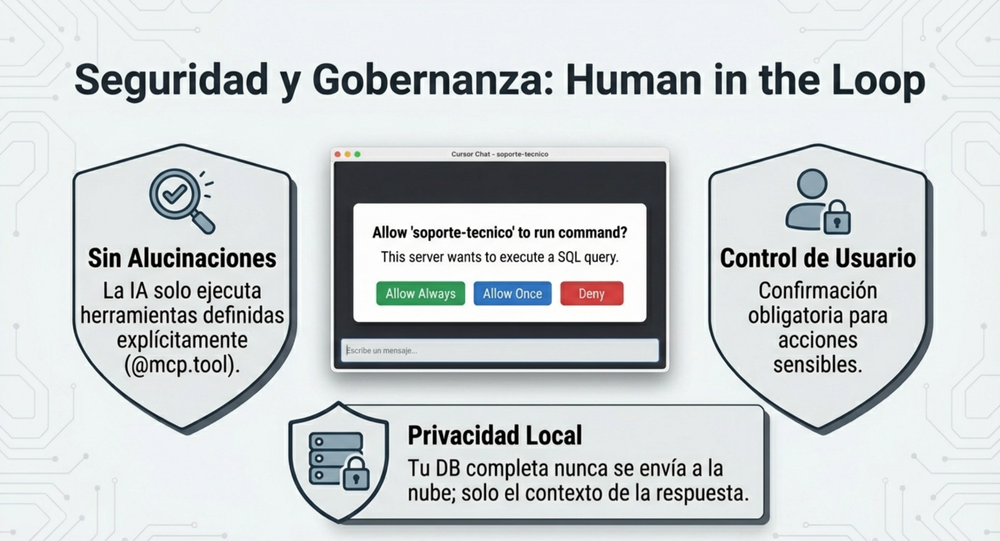 Seguridad y Gobernanza: Human in the Loop
Sin Alucinaciones
La IA solo ejecuta
herramientas definidas
explícitamente
(@mcp.tool).
Cursor Chat - soporte-tecnico
Allow 'soporte-tecnico' to run command?
This server wants to execute a SQL query.
Allow Always
Allow Once
Deny
Escribe un mensaje...
Control de Usuario
Confirmación
obligatoria para
acciones
sensibles.
Privacidad Local
Tu DB completa nunca se envía a la
nube; solo el contexto de la respuesta.